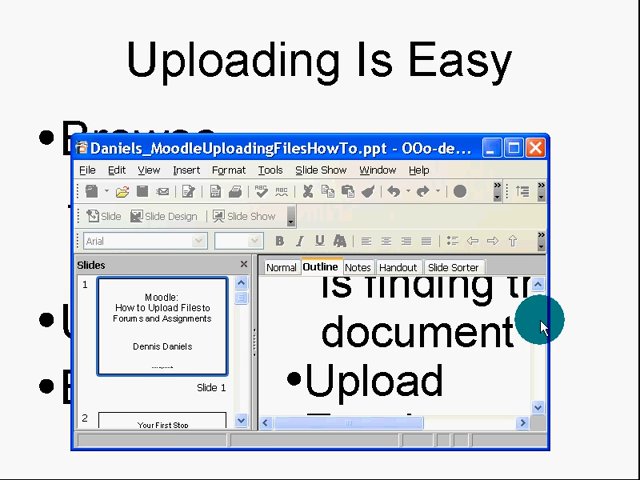 Uploading Is Easy
•Browse
Daniels_MoodleUploadingFilesHowTo.ppt - OOo-de...
File Edit View Insert Format Tools Slide Show Window Help
Slide Slide Design Slide Show
Arial B I U A
Slides
Normal Outline Notes Handout Slide Sorter
1
Moodle:
How to Upload Files to
Forums and Assignments
Dennis Daniels
Slide 1
2
Your First Stop
is finding th
document
•Upload